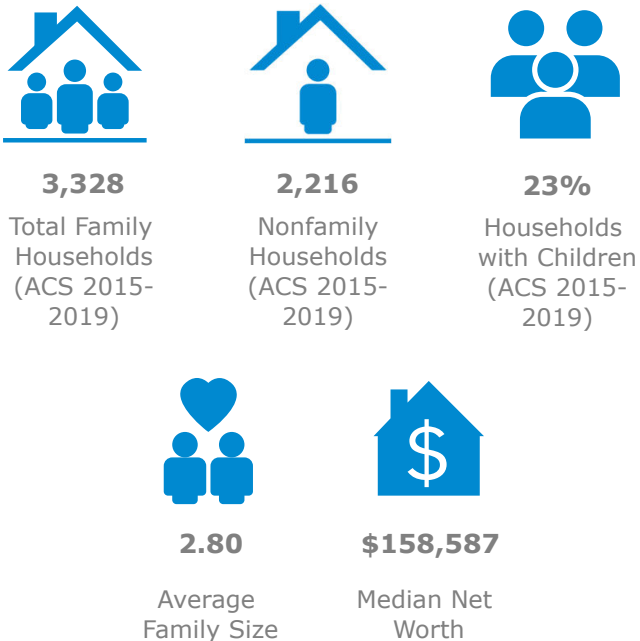 3,328
Total Family
Households
(ACS 2015-
2019)
2,216
Nonfamily
Households
(ACS 2015-
2019)
23%
Households
with Children
(ACS 2015-
2019)
$
2.80
Average
Family Size
$158,587
Median Net
Worth